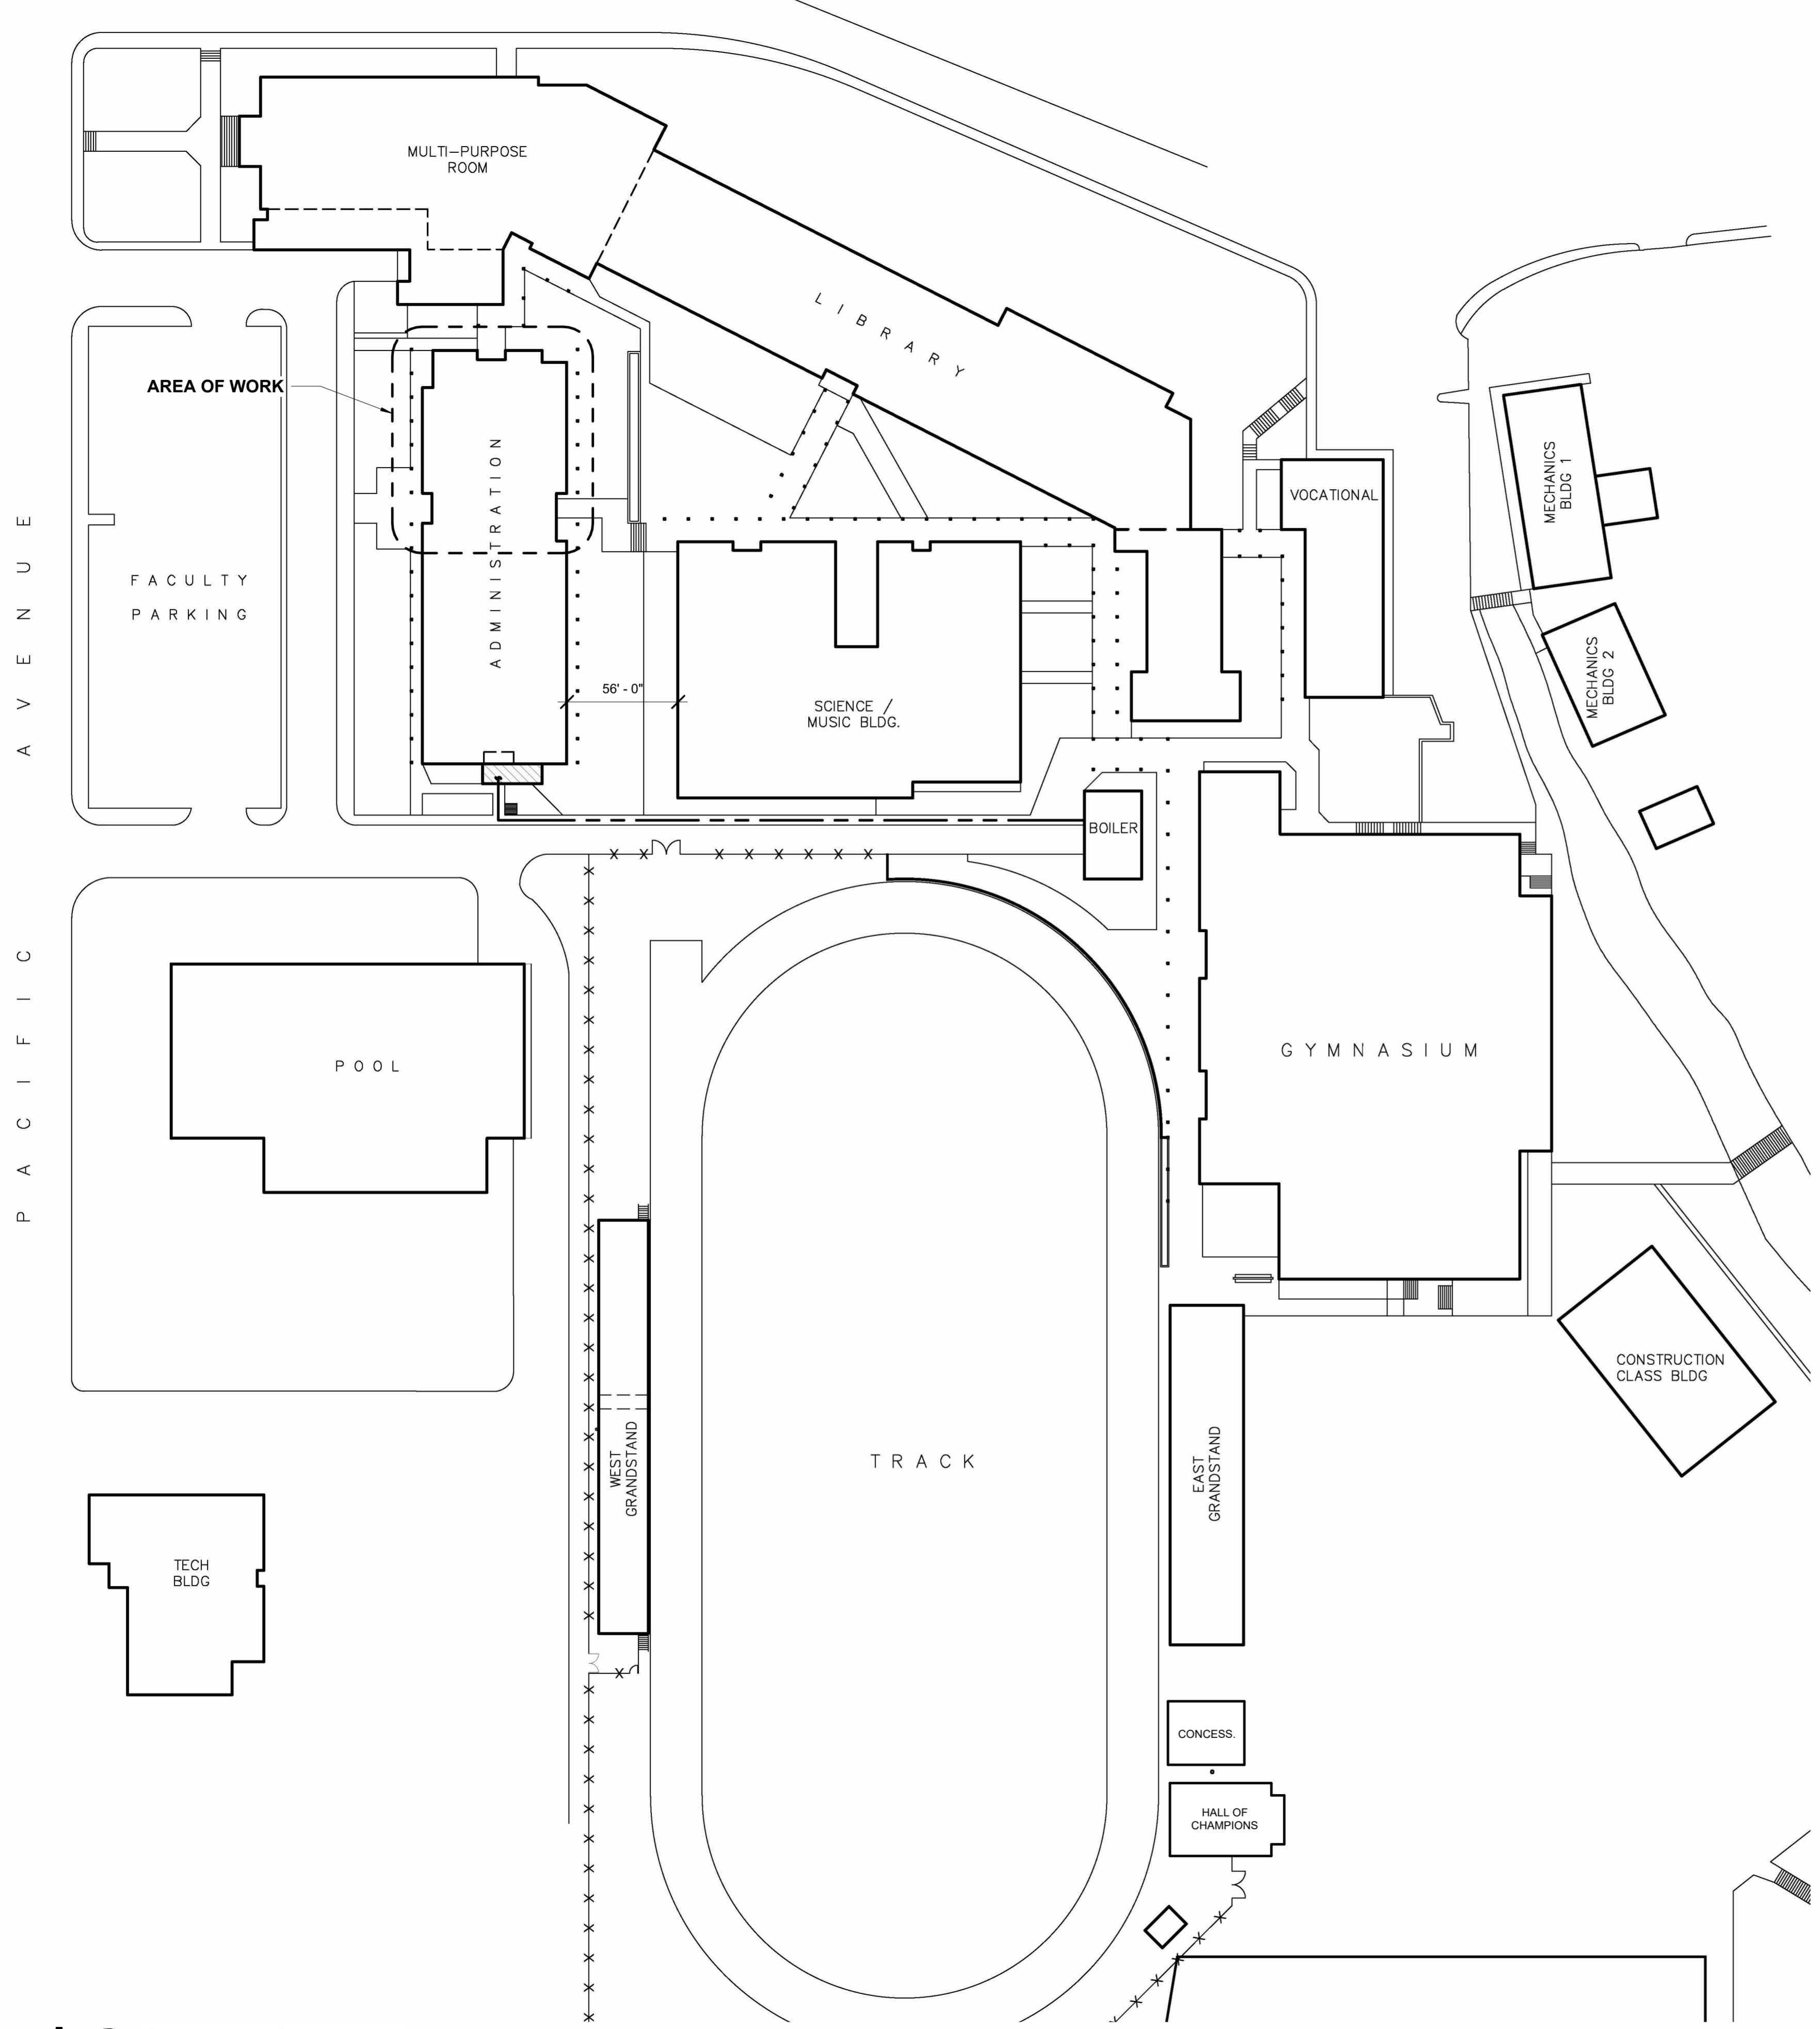 MULTI-PURPOSE
ROOM
LIBRARY
AREA OF WORK
ADMINISTRATION
VOCATIONAL
MECHANICS
BLDG 1
FACULTY
PARKING
MECHANICS
BLDG 2
56' - 0"
SCIENCE /
MUSIC BLDG.
BOILER
PACIFIC AVENUE
POOL
GYMNASIUM
CONSTRUCTION
CLASS BLDG
WEST
GRANDSTAND
TRACK
EAST
GRANDSTAND
TECH
BLDG
CONCESS.
HALL OF
CHAMPIONS